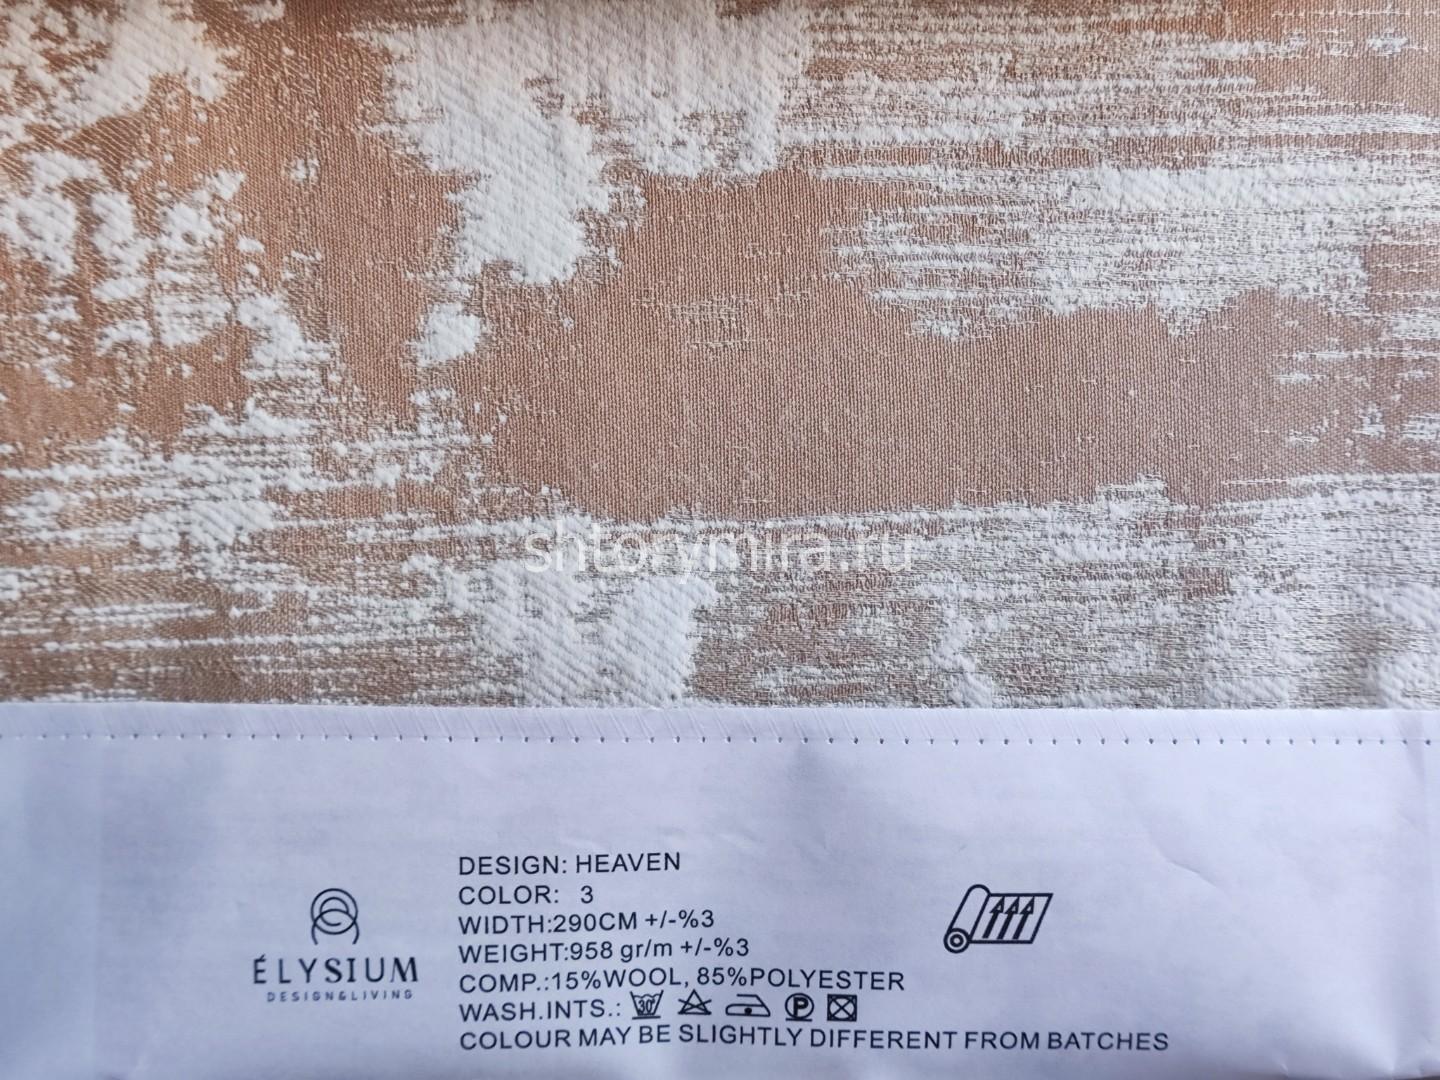 shtorymira.ru
DESIGN: HEAVEN
COLOR: 3
WIDTH:290CM +/-%3
WEIGHT:958 gr/m +/-%3
COMP.:15%WOOL, 85%POLYESTER
WASH.INTS.: 30° P
COLOUR MAY BE SLIGHTLY DIFFERENT FROM BATCHES
ÉLYSIUM
DESIGN&LIVING